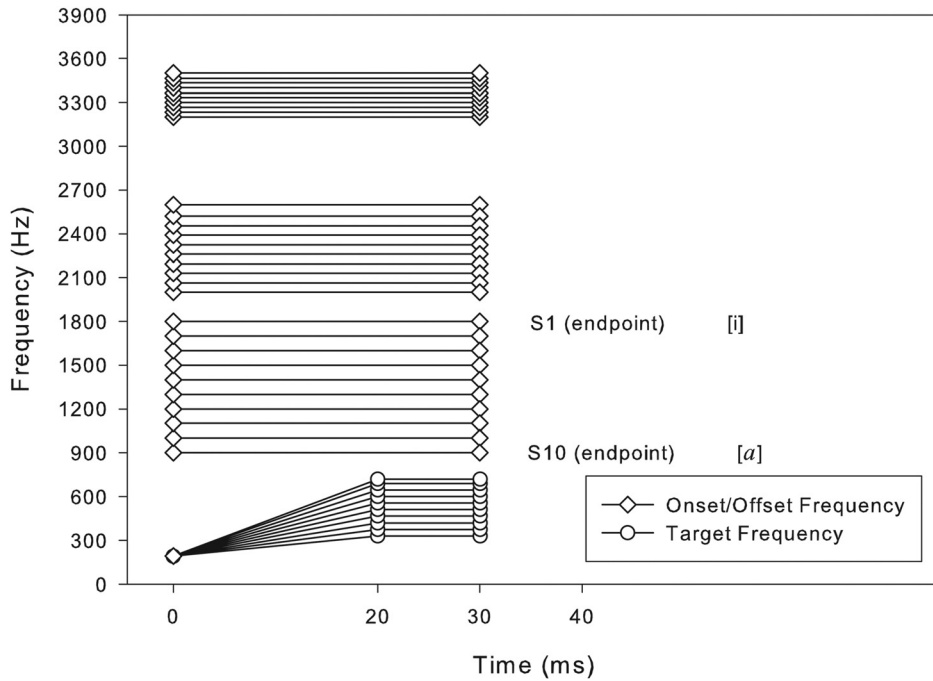 3900
3600
3300
3000
2700
2400
2100
1800
1500
1200
900
600
300
0
Frequency (Hz)
S1 (endpoint) [i]
S10 (endpoint) [a]
Onset/Offset Frequency
Target Frequency
0 20 30 40
Time (ms)